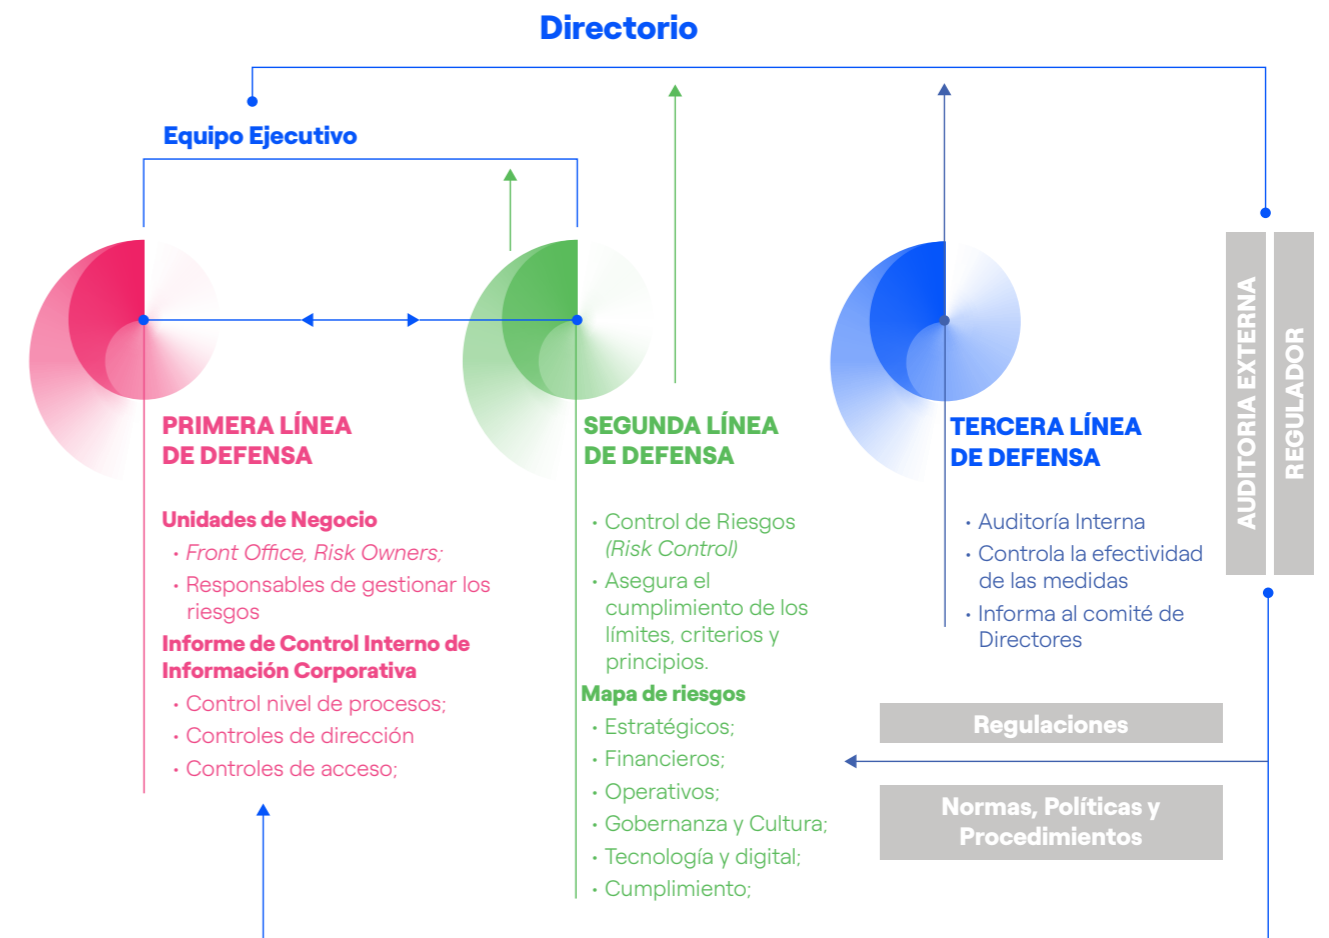 Directorio
Equipo Ejecutivo
PRIMERA LÍNEA
DE DEFENSA
Unidades de Negocio
• Front Office, Risk Owners;
• Responsables de gestionar los
riesgos
Informe de Control Interno de
Información Corporativa
• Control nivel de procesos;
• Controles de dirección
• Controles de acceso;
SEGUNDA LÍNEA
DE DEFENSA
• Control de Riesgos
(Risk Control)
• Asegura el
cumplimiento de los
límites, criterios y
principios.
Mapa de riesgos
• Estratégicos;
• Financieros;
• Operativos;
• Gobernanza y Cultura;
• Tecnología y digital;
• Cumplimiento;
TERCERA LÍNEA
DE DEFENSA
• Auditoría Interna
• Controla la efectividad
de las medidas
• Informa al comité de
Directores
Regulaciones
Normas, Políticas y
Procedimientos
AUDITORIA EXTERNA
REGULADOR